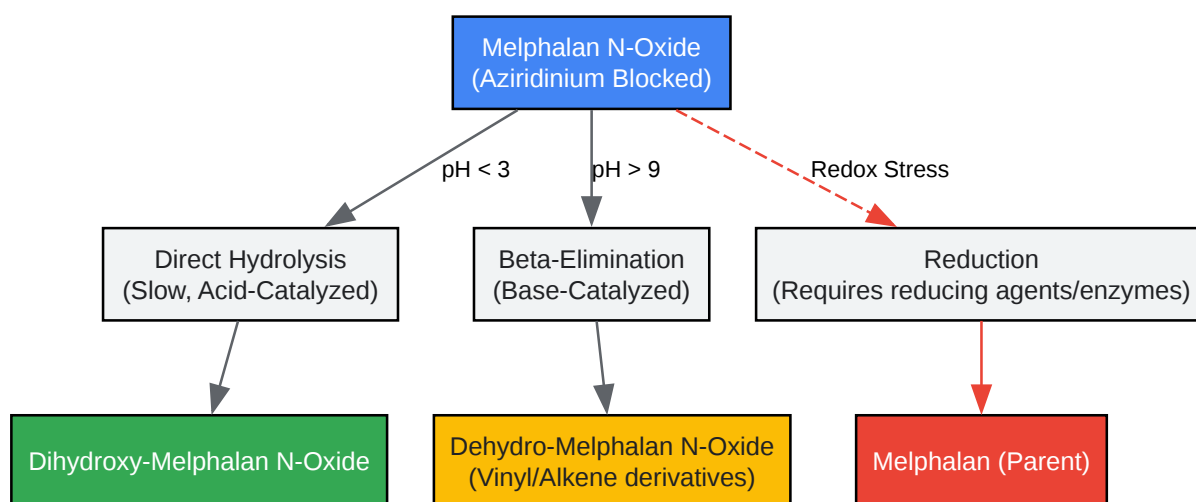 Melphalan N-Oxide
(Aziridinium Blocked)
pH < 3
pH > 9
Redox Stress
Direct Hydrolysis
(Slow, Acid-Catalyzed)
Beta-Elimination
(Base-Catalyzed)
Reduction
(Requires reducing agents/enzymes)
Dihydroxy-Melphalan N-Oxide
Dehydro-Melphalan N-Oxide
(Vinyl/Alkene derivatives)
Melphalan (Parent)